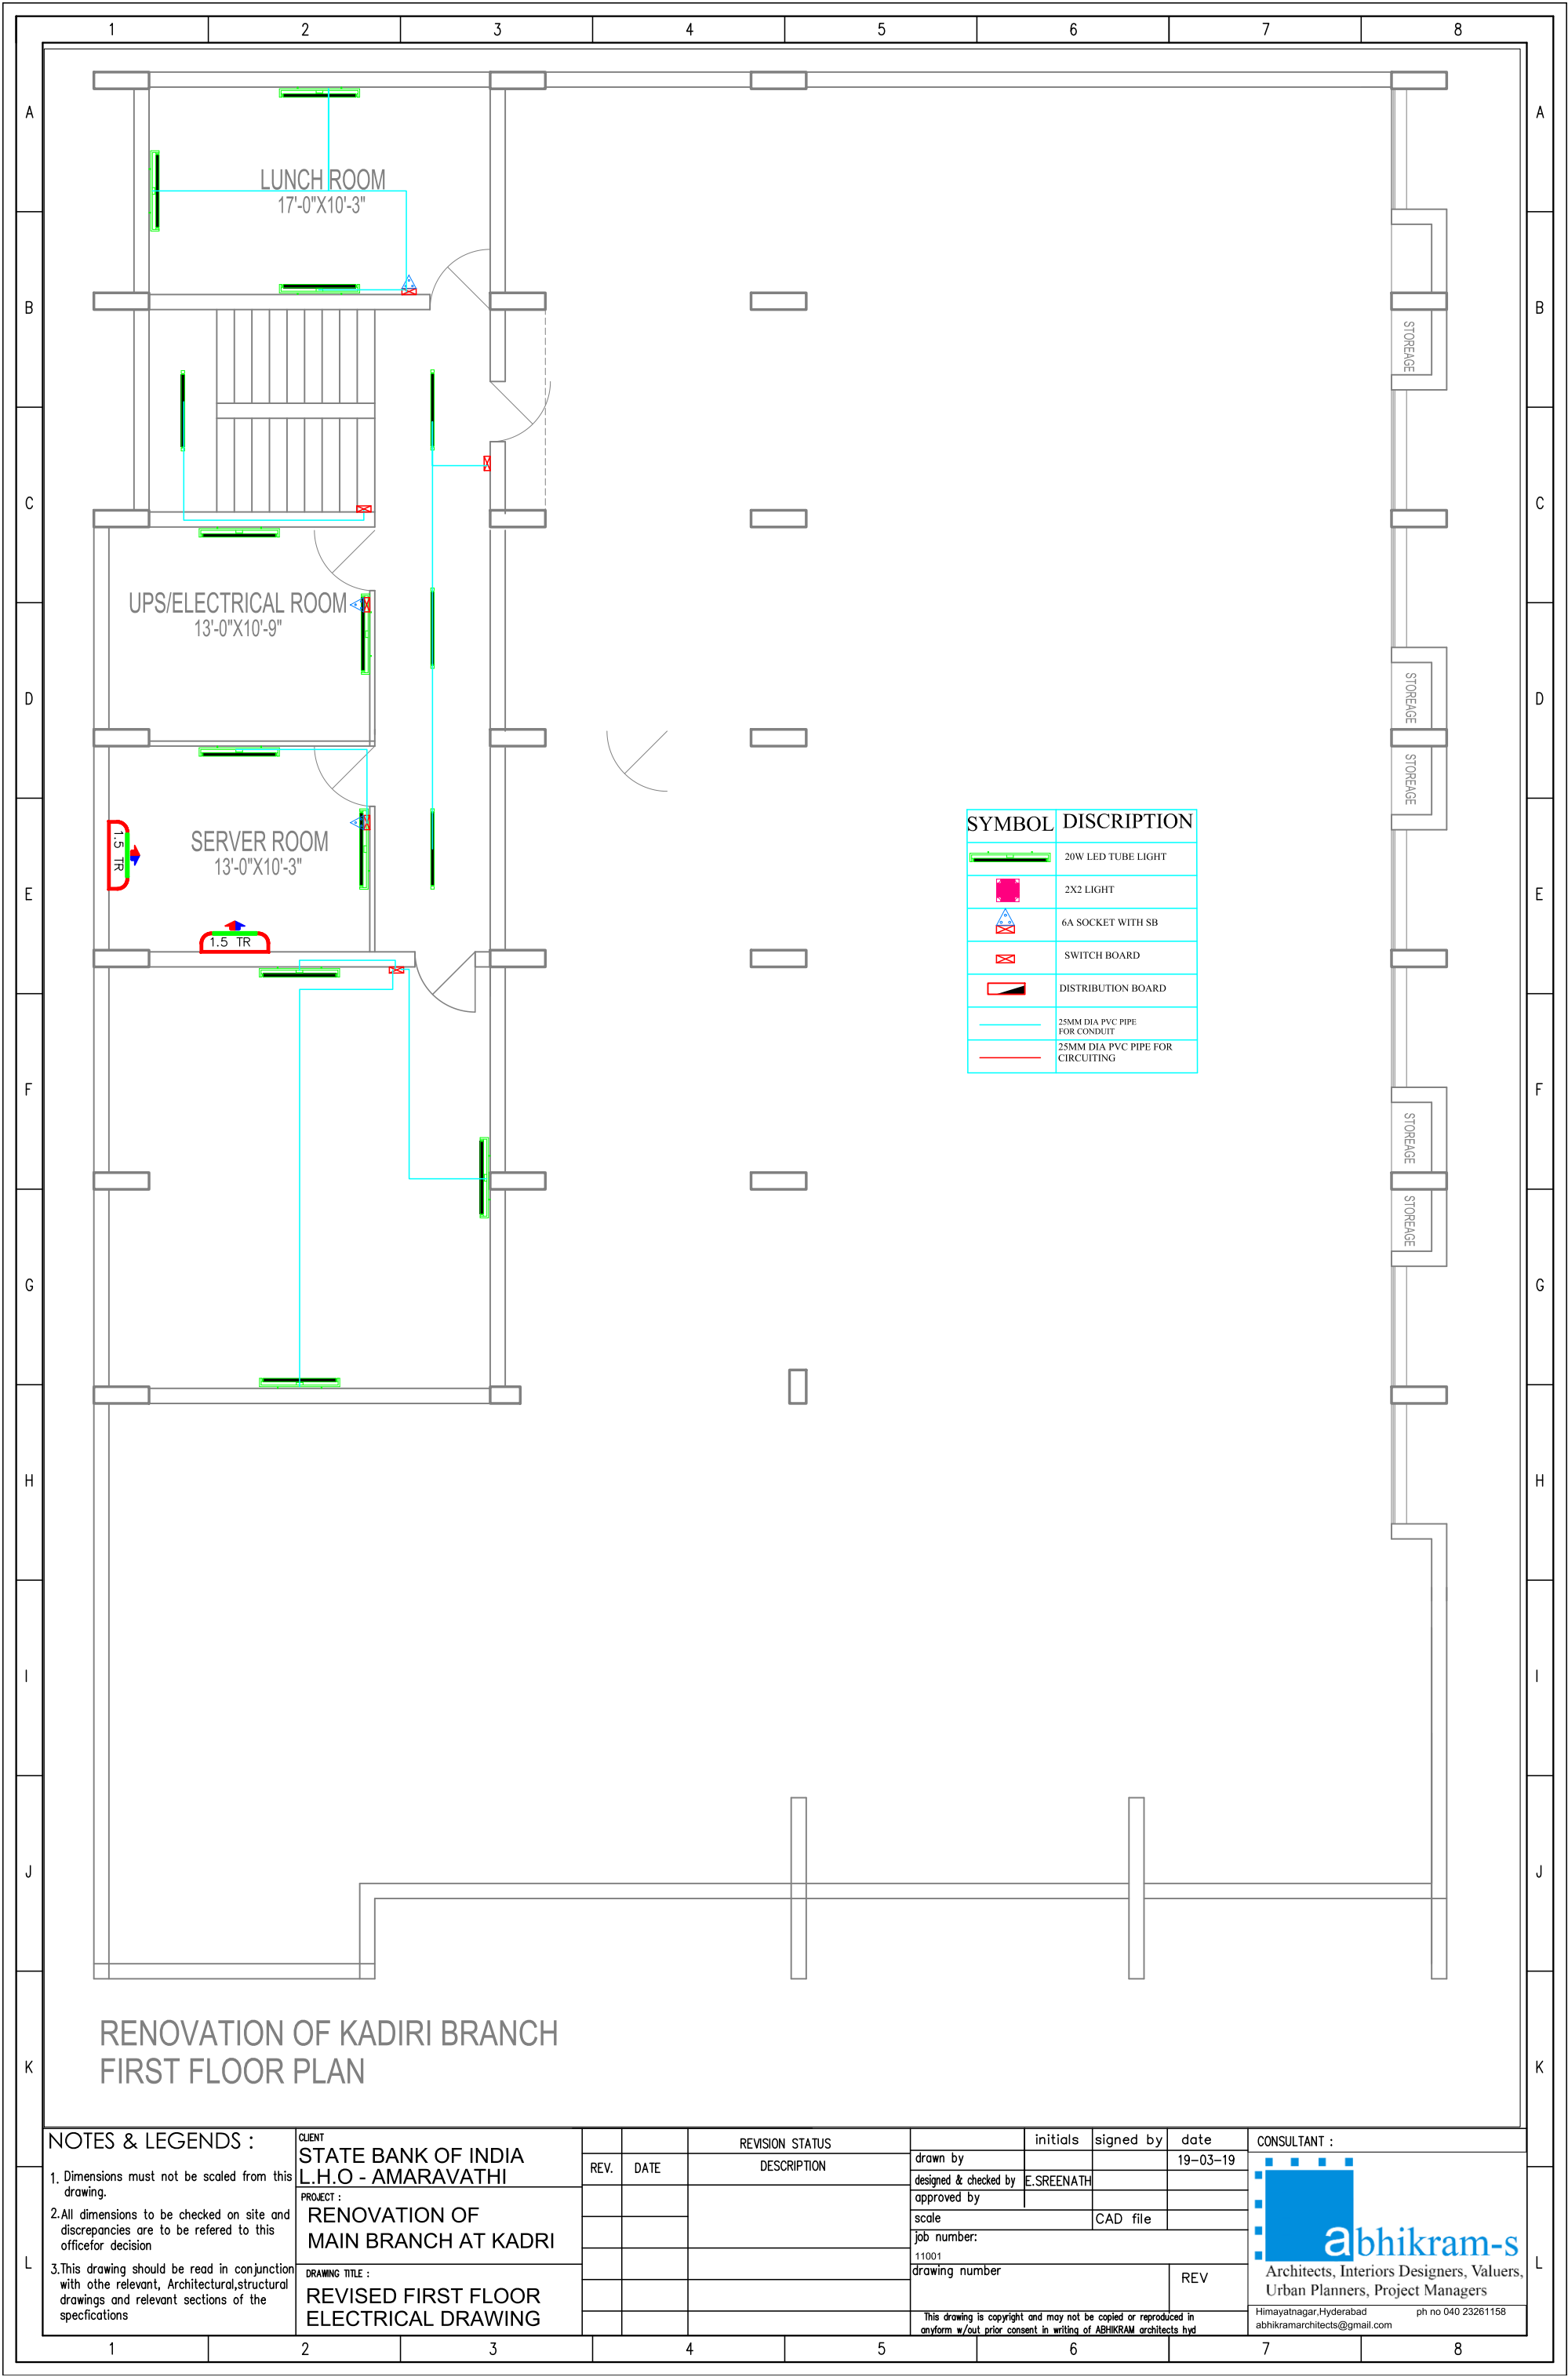 1 2 3 4 5 6 7 8
A A
LUNCH ROOM
17'-0"X10'-3"
B B
STOREAGE
C C
UPS/ELECTRICAL ROOM
13'-0"X10'-9"
D D
STOREAGE
STOREAGE
SERVER ROOM
13'-0"X10'-3"
1.5 TR
1.5 TR
E E
SYMBOL DISCRIPTION
20W LED TUBE LIGHT
2X2 LIGHT
6A SOCKET WITH SB
SWITCH BOARD
DISTRIBUTION BOARD
25MM DIA PVC PIPE
FOR CONDUIT
25MM DIA PVC PIPE FOR
CIRCUITING
F F
STOREAGE
STOREAGE
G G
H H
I I
J J
RENOVATION OF KADIRI BRANCH
FIRST FLOOR PLAN
K K
NOTES & LEGENDS :
1. Dimensions must not be scaled from this
drawing.
2.All dimensions to be checked on site and
discrepancies are to be refered to this
officefor decision
3.This drawing should be read in conjunction
with othe relevant, Architectural,structural
drawings and relevant sections of the
specfications
CLIENT
STATE BANK OF INDIA
L.H.O - AMARAVATHI
PROJECT :
RENOVATION OF
MAIN BRANCH AT KADRI
DRAWING TITLE :
REVISED FIRST FLOOR
ELECTRICAL DRAWING
REVISION STATUS
REV. DATE DESCRIPTION
initials signed by date
drawn by 19-03-19
designed & checked by E.SREENATH
approved by
scale CAD file
job number:
11001
drawing number REV
This drawing is copyright and may not be copied or reproduced in
anyform w/out prior consent in writing of ABHIKRAM architects hyd
CONSULTANT :
abhikram-s
Architects, Interiors Designers, Valuers,
Urban Planners, Project Managers
Himayatnagar,Hyderabad ph no 040 23261158
abhikramarchitects@gmail.com
L L
1 2 3 4 5 6 7 8